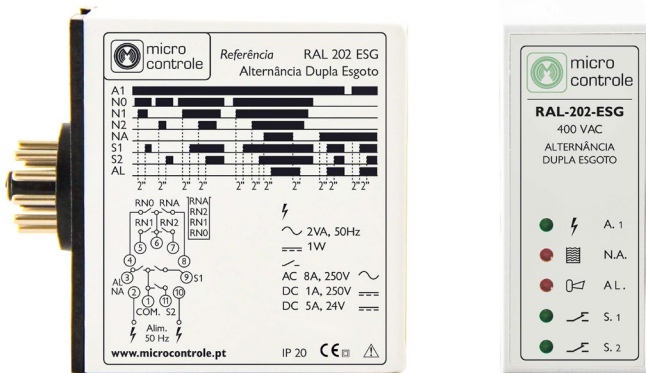 micro
controle
Referência RAL 202 ESG
Alternância Dupla Esgoto
A1
N0
N1
N2
NA
S1
S2
AL
2" 2" 2" 2" 2" 2" 2" 2" 2" 2" 2"
RN0 RNA
RN1 RN2
RNA
RN2
RN1
RN0
5 6 7
4 8
3 9 S1
AL
NA 2 10
1 11
COM. S2
Alim.
50 Hz
2VA, 50Hz
1W
AC 8A, 250V
DC 1A, 250V
DC 5A, 24V
www.microcontrole.pt IP 20 CE
micro
controle
RAL-202-ESG
400 VAC
ALTERNÂNCIA
DUPLA ESGOTO
A. 1
N.A.
A L.
S. 1
S. 2